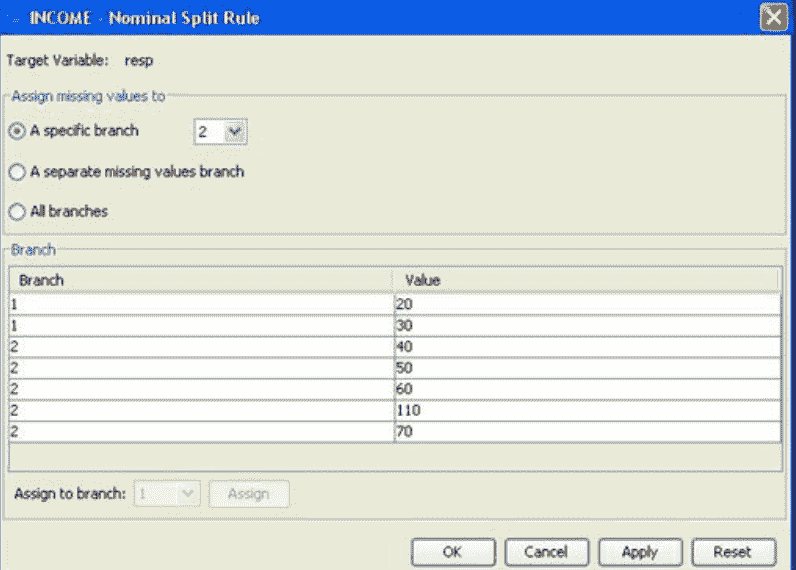 INCOME - Nominal Split Rule
Target Variable: resp
Assign missing values to
A specific branch 2
A separate missing values branch
All branches
Branch
Branch Value
1 20
1 30
2 40
2 50
2 60
2 110
2 70
Assign to branch: 1 Assign
OK Cancel Apply Reset